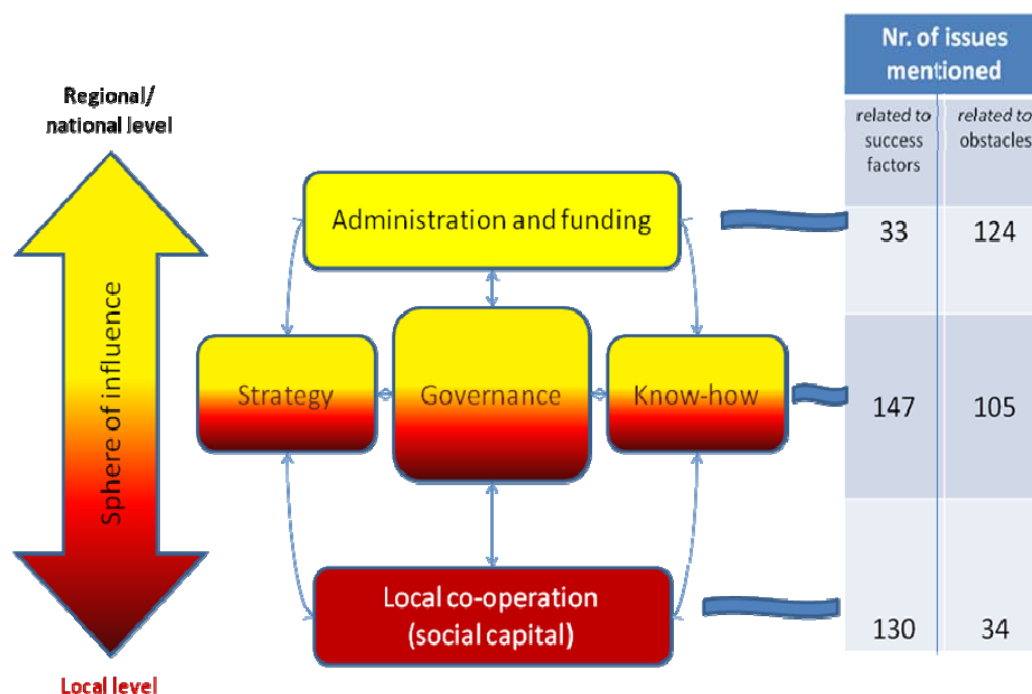 Nr. of issues
mentioned
Regional/
national level
related to
success
factors
related to
obstacles
Administration and funding
33
124
Sphere of influence
Strategy
Governance
Know-how
147
105
Local co-operation
(social capital)
130
34
Local level